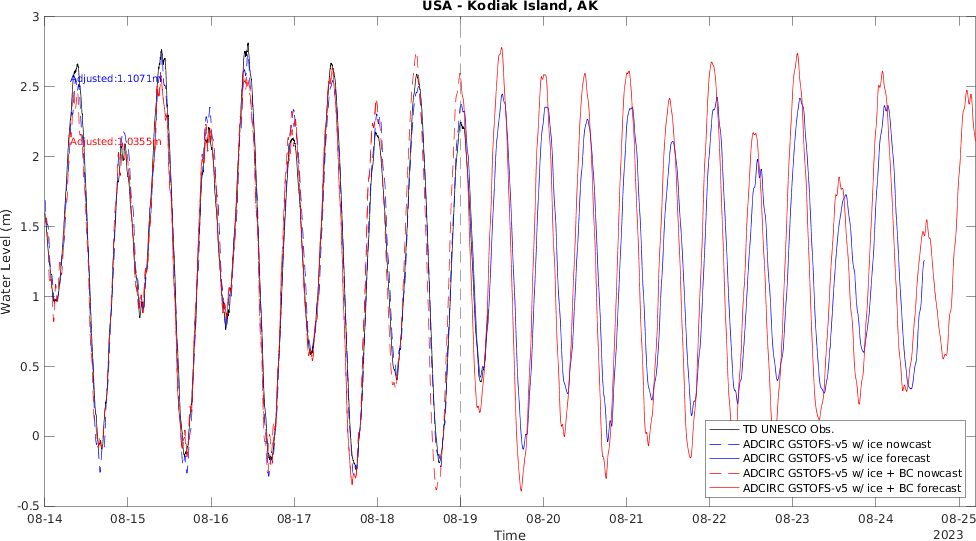 USA - Kodiak Island, AK
Water Level (m)
3
2.5
2
1.5
1
0.5
0
-0.5
Adjusted:1.1071m
Adjusted:1.0355m
TD UNESCO Obs.
ADCIRC GSTOFS-v5 w/ ice nowcast
ADCIRC GSTOFS-v5 w/ ice forecast
ADCIRC GSTOFS-v5 w/ ice + BC nowcast
ADCIRC GSTOFS-v5 w/ ice + BC forecast
08-14 08-15 08-16 08-17 08-18 08-19 08-20 08-21 08-22 08-23 08-24 08-25
Time
2023